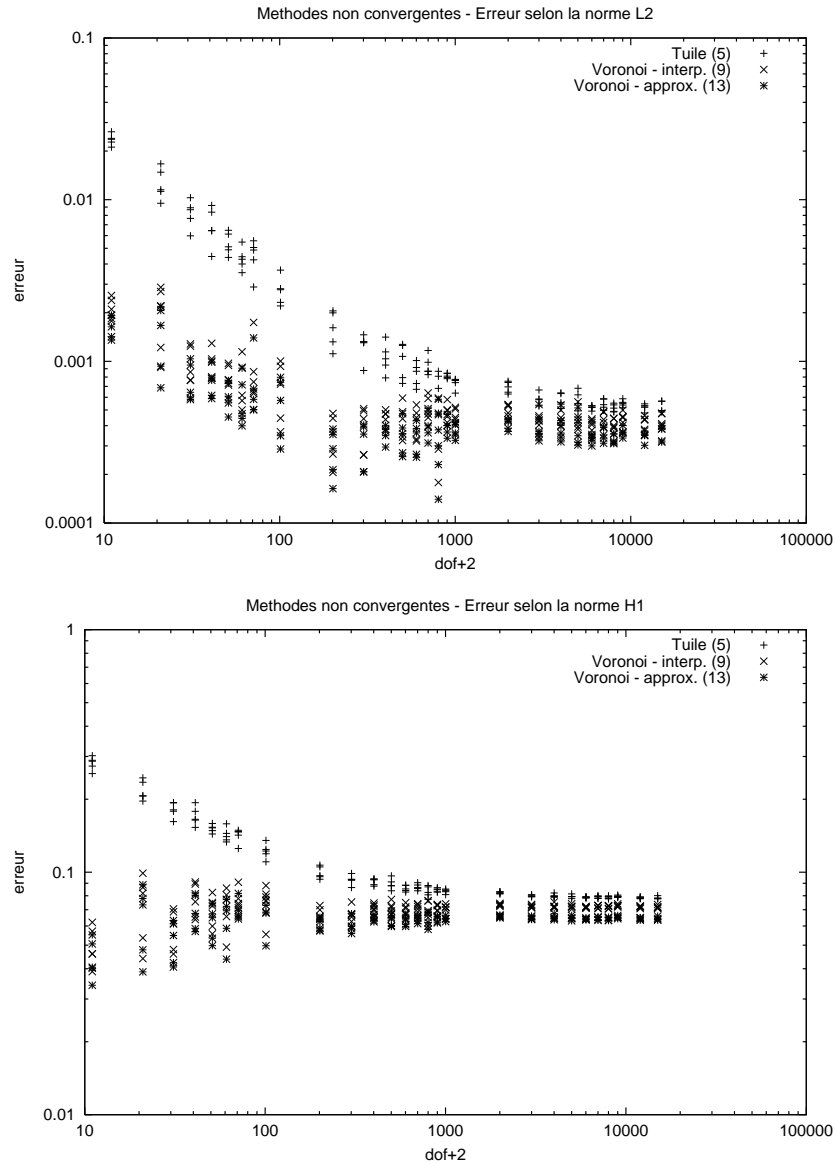 Methodes non convergentes - Erreur selon la norme L2
0.1
Tuile (5)
Voronoi - interp. (9)
Voronoi - approx. (13)
0.01
erreur
0.001
0.0001
10
100
1000
10000
100000
dof+2
Methodes non convergentes - Erreur selon la norme H1
1
Tuile (5)
Voronoi - interp. (9)
Voronoi - approx. (13)
erreur
0.1
0.01
10
100
1000
10000
100000
dof+2